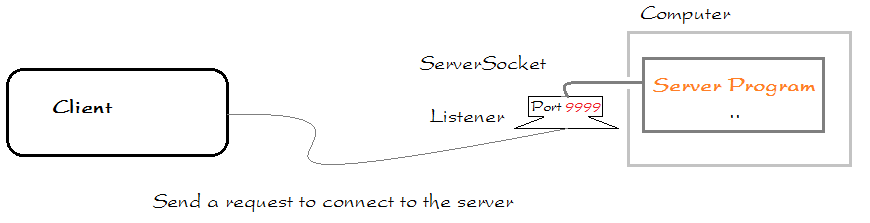 Computer
ServerSocket
Server Program
Client
Port 9999
Listener
..
Send a request to connect to the server